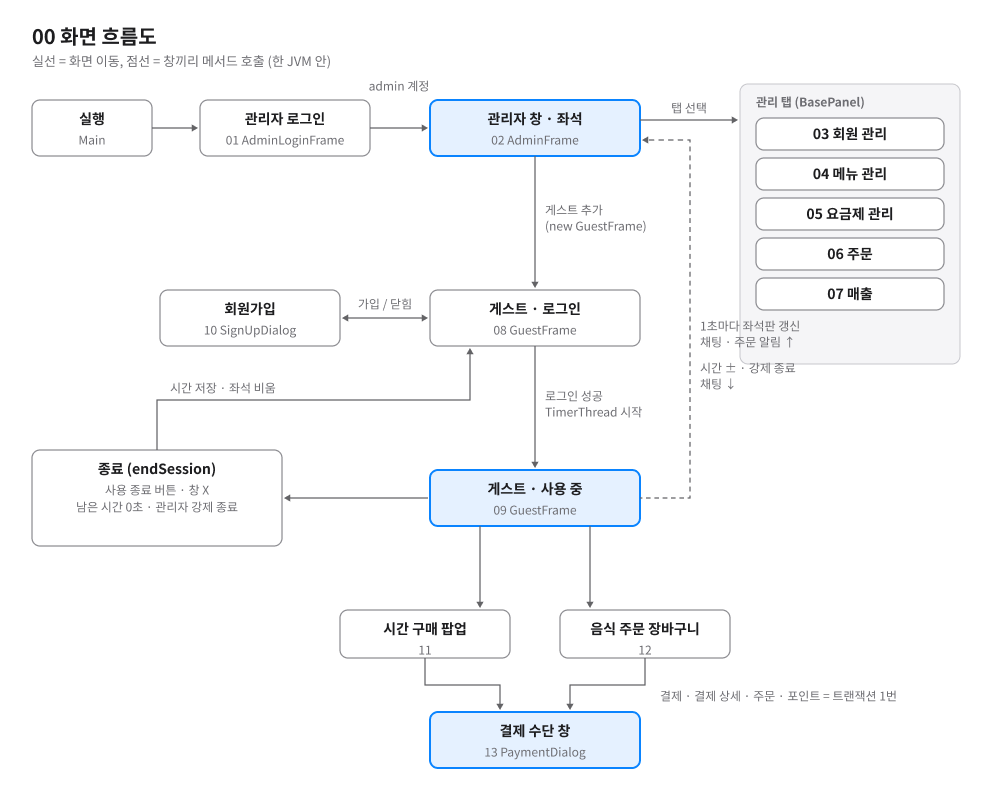 00 화면 흐름도
실선 = 화면 이동, 점선 = 창끼리 메서드 호출 (한 JVM 안)
admin 계정
실행
Main
관리자 로그인
01 AdminLoginFrame
관리자 창 · 좌석
02 AdminFrame
탭 선택
관리 탭 (BasePanel)
03 회원 관리
04 메뉴 관리
05 요금제 관리
06 주문
07 매출
게스트 추가
(new GuestFrame)
회원가입
10 SignUpDialog
가입 / 닫힘
게스트 · 로그인
08 GuestFrame
1초마다 좌석판 갱신
채팅 · 주문 알림 ↑
시간 ± · 강제 종료
채팅 ↓
시간 저장 · 좌석 비움
로그인 성공
TimerThread 시작
종료 (endSession)
사용 종료 버튼 · 창 X
남은 시간 0초 · 관리자 강제 종료
게스트 · 사용 중
09 GuestFrame
시간 구매 팝업
11
음식 주문 장바구니
12
결제 · 결제 상세 · 주문 · 포인트 = 트랜잭션 1번
결제 수단 창
13 PaymentDialog